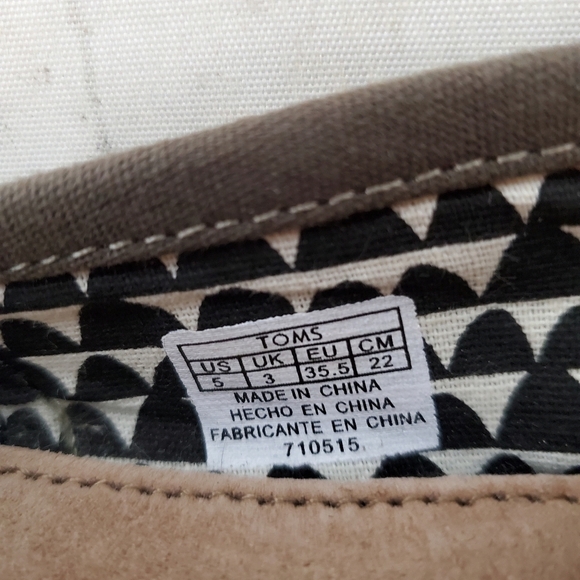 TOMS
US UK EU CM
5 3 35.5 22
MADE IN CHINA
HECHO EN CHINA
FABRICANTE EN CHINA
710515